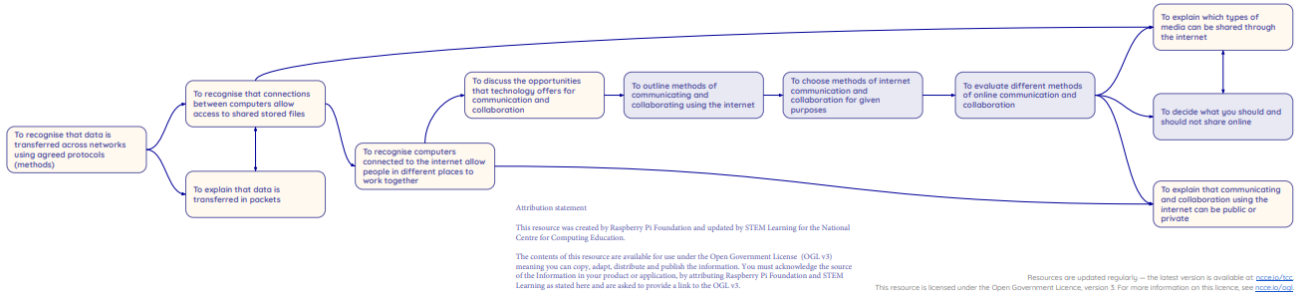 To recognise that data is
transferred across networks
using agreed protocols
(methods)
To recognise that connections
between computers allow
access to shared stored files
To explain that data is
transferred in packets
To recognise computers
connected to the internet allow
people in different places to
work together
To discuss the opportunities
that technology offers for
communication and
collaboration
To outline methods of
communicating and
collaborating using the internet
To choose methods of internet
communication and
collaboration for given
purposes
To evaluate different methods
of online communication and
collaboration
To explain which types of
media can be shared through
the internet
To decide what you should and
should not share online
To explain that communicating
and collaboration using the
internet can be public or
private
Attribution statement
This resource was created by Raspberry Pi Foundation and updated by STEM Learning for the National
Centre for Computing Education.
The contents of this resource are available for use under the Open Government License (OGL v3)
meaning you can copy, adapt, distribute and publish the information. You must acknowledge the source
of the Information in your product or application, by attributing Raspberry Pi Foundation and STEM
Learning as stated here and are asked to provide a link to the OGL v3.
Resources are updated regularly — the latest version is available at: ncce.io/tcc.
This resource is licensed under the Open Government Licence, version 3. For more information on this licence, see ncce.io/ogl.